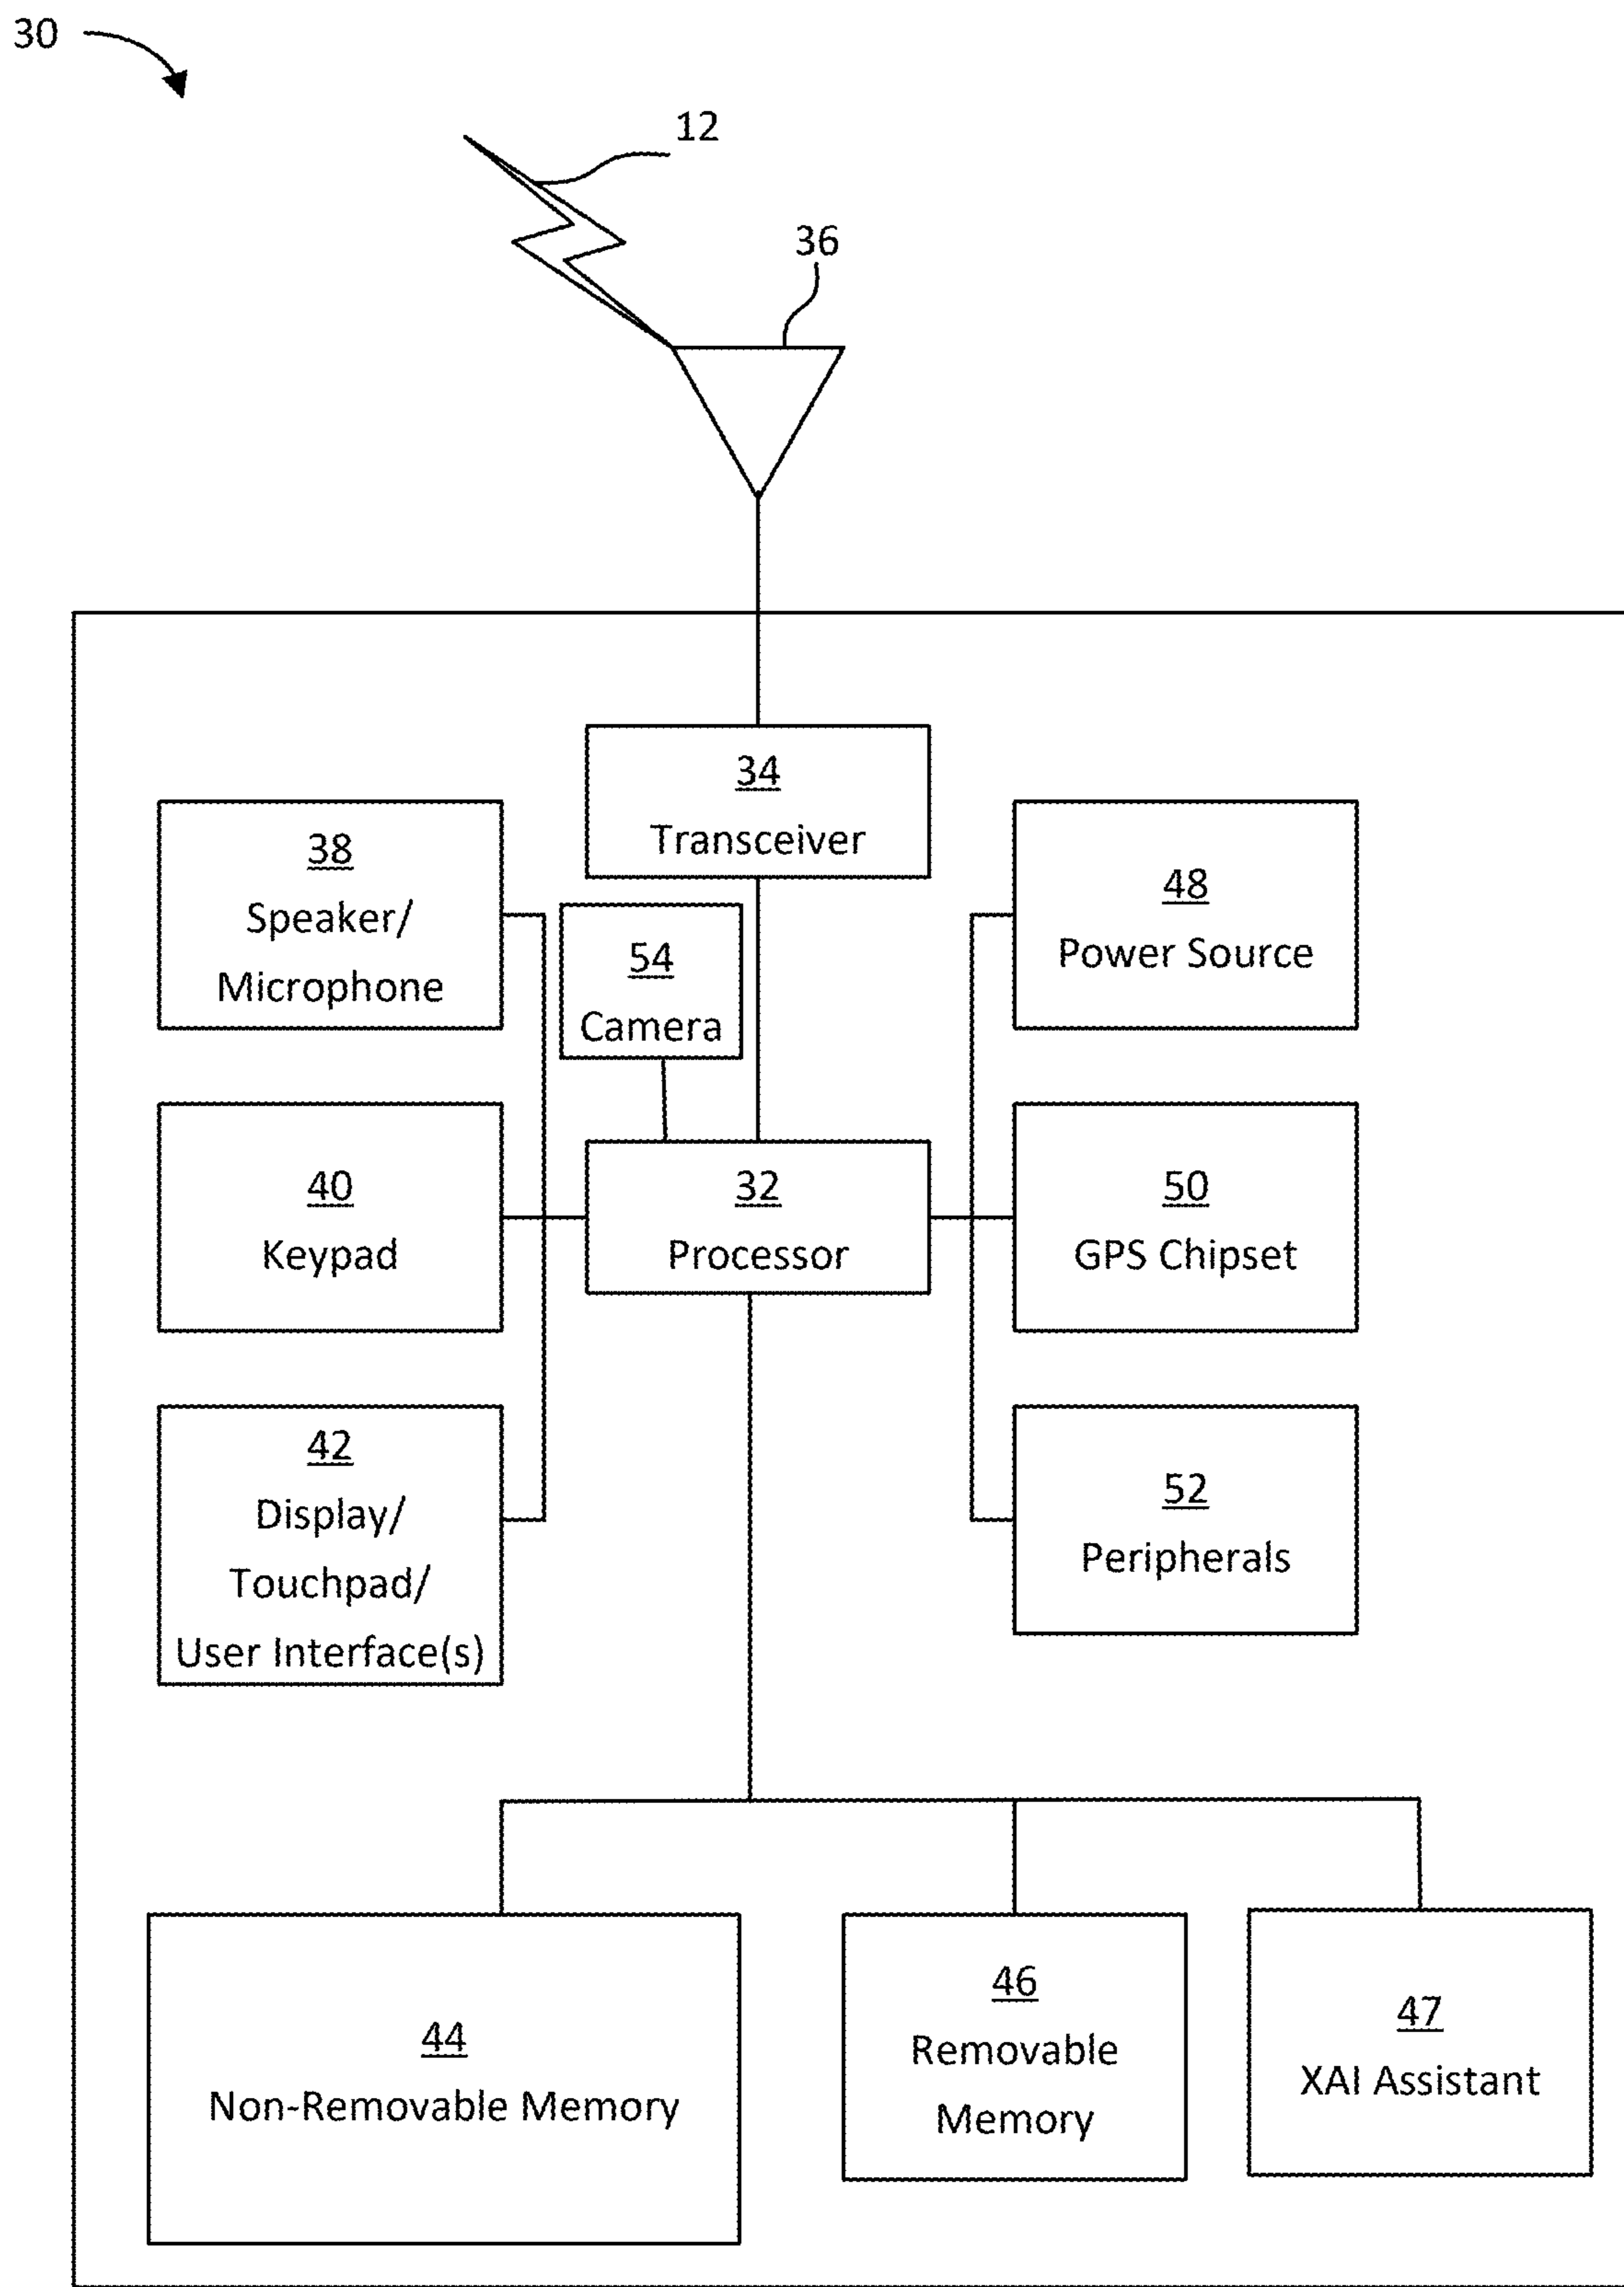 30
12
36
34
Transceiver
38
Speaker/
Microphone
48
Power Source
54
Camera
40
Keypad
32
Processor
50
GPS Chipset
42
Display/
Touchpad/
User Interface(s)
52
Peripherals
44
Non-Removable Memory
46
Removable
Memory
47
XAI Assistant